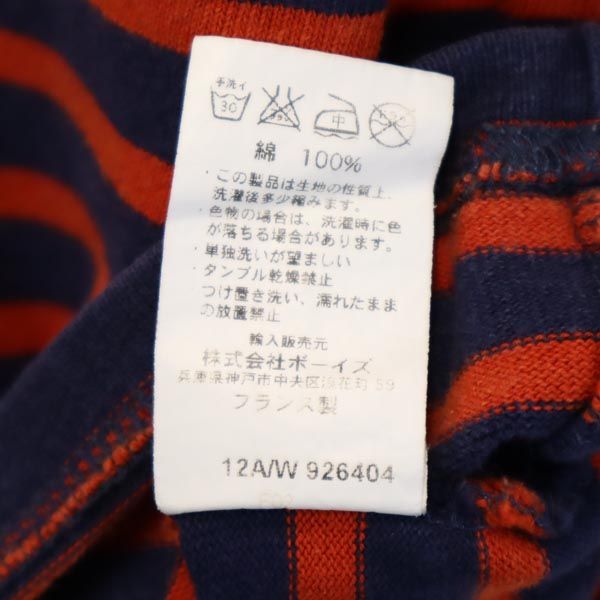 手洗イ
30
中
綿 100%
・この製品は生地の性質上、
洗濯後多少縮みます。
・色物の場合は、洗濯時に色
が落ちる場合があります。
・単独洗いが望ましい
・タンブル乾燥禁止
つけ置き洗い、濡れたまま
の放置禁止
輸入販売元
株式会社ボーイズ
兵庫県神戸市中央区浪花町 59
フランス製
12A/W 926404